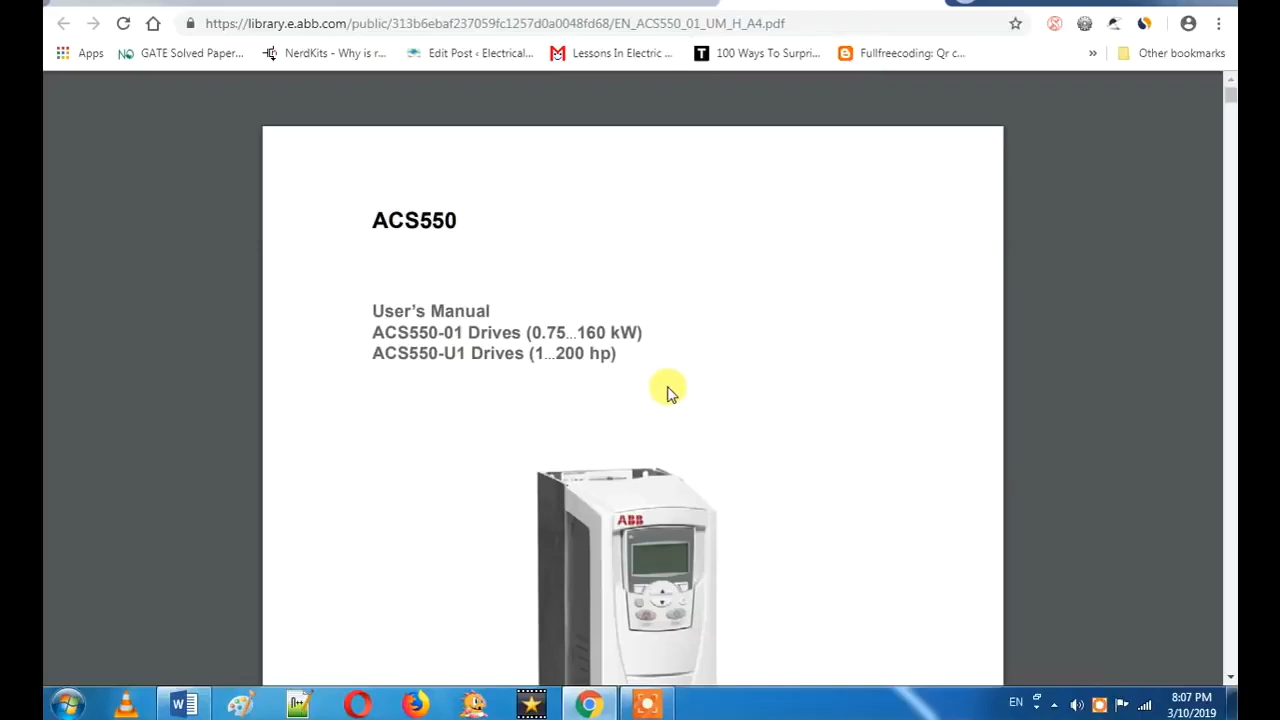 https://library.e.abb.com/public/313b6ebaf237059fc1257d0a0048fd68/EN_ACS550_01_UM_H_A4.pdf
Apps GATE Solved Paper... NerdKits - Why is r... Edit Post ‹ Electrical... Lessons In Electric ... 100 Ways To Surpri... Fullfreecoding: Qr c... » Other bookmarks
ACS550
User's Manual
ACS550-01 Drives (0.75...160 kW)
ACS550-U1 Drives (1...200 hp)
ABB
EN 8:07 PM
3/10/2019